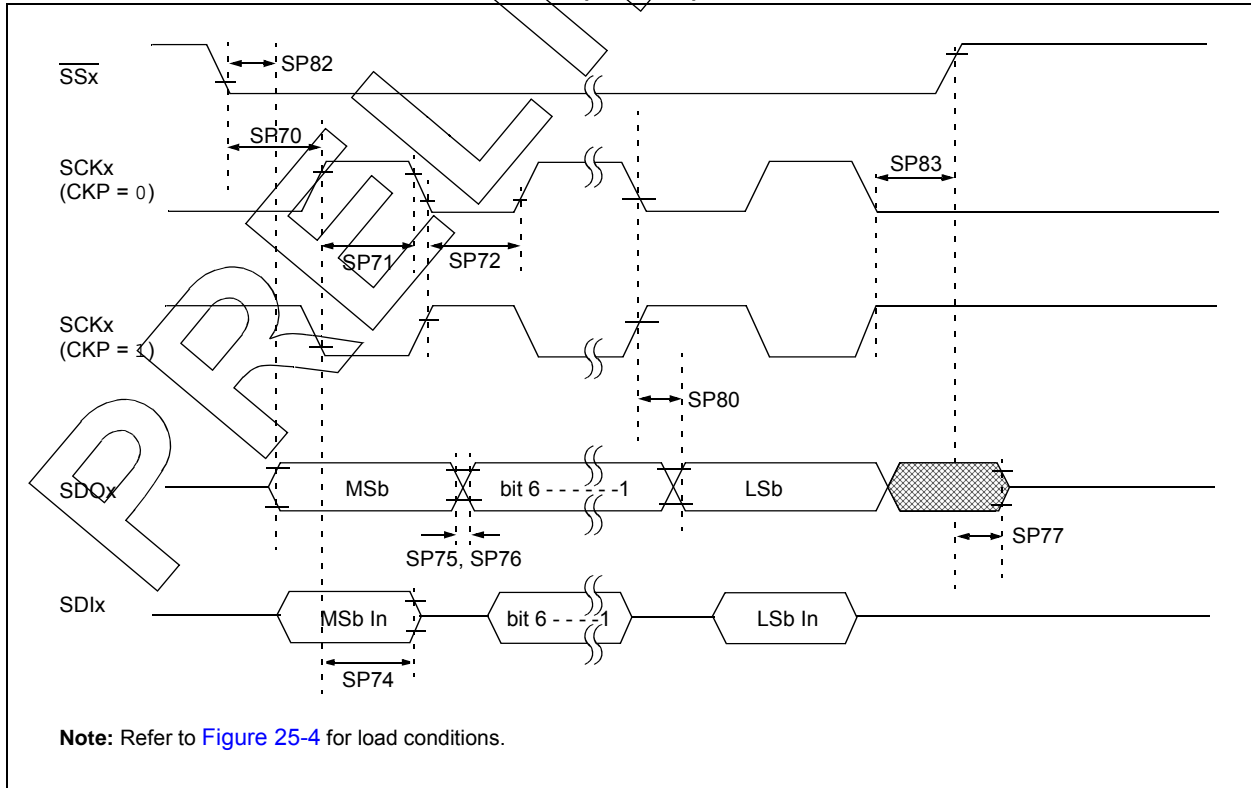 SSx
SP82
SP70
SCKx
(CKP = 0)
SP83
SP71
SP72
SCKx
(CKP = 1)
SP80
SDOx
MSb
bit 6 - - - - - -1
LSb
SP75, SP76
SP77
SDIx
MSb In
bit 6 - - - -1
LSb In
SP74
Note: Refer to Figure 25-4 for load conditions.
PRELI